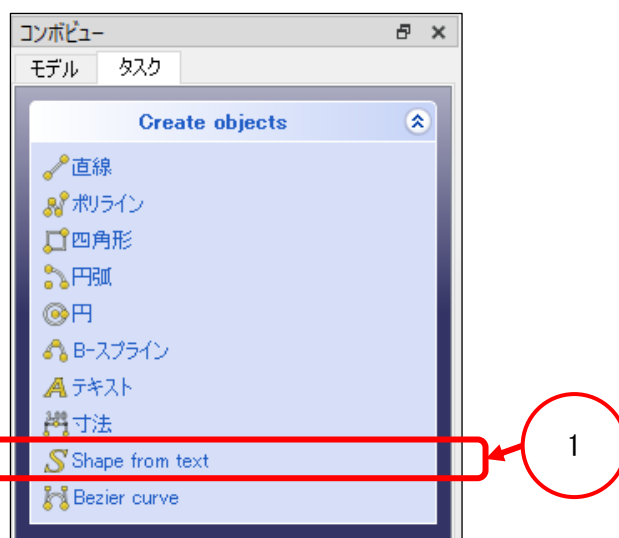 コンボビュー
モデル タスク
Create objects
直線
ポリライン
四角形
円弧
円
B-スプライン
テキスト
寸法
Shape from text
1
Bezier curve